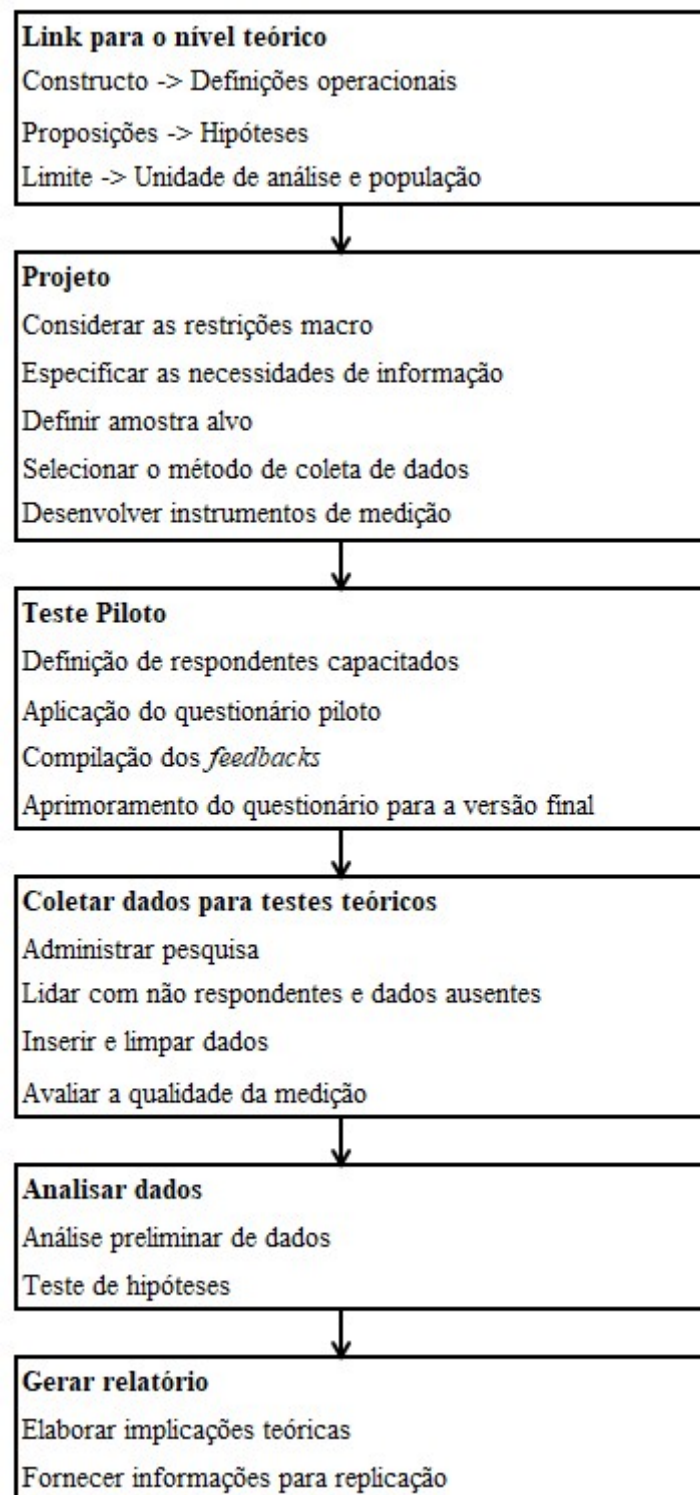 Link para o nível teórico
Constructo -> Definições operacionais
Proposições -> Hipóteses
Limite -> Unidade de análise e população
Projeto
Considerar as restrições macro
Especificar as necessidades de informação
Definir amostra alvo
Selecionar o método de coleta de dados
Desenvolver instrumentos de medição
Teste Piloto
Definição de respondentes capacitados
Aplicação do questionário piloto
Compilação dos feedbacks
Aprimoramento do questionário para a versão final
Coletar dados para testes teóricos
Administrar pesquisa
Lidar com não respondentes e dados ausentes
Inserir e limpar dados
Avaliar a qualidade da medição
Analisar dados
Análise preliminar de dados
Teste de hipóteses
Gerar relatório
Elaborar implicações teóricas
Fornecer informações para replicação